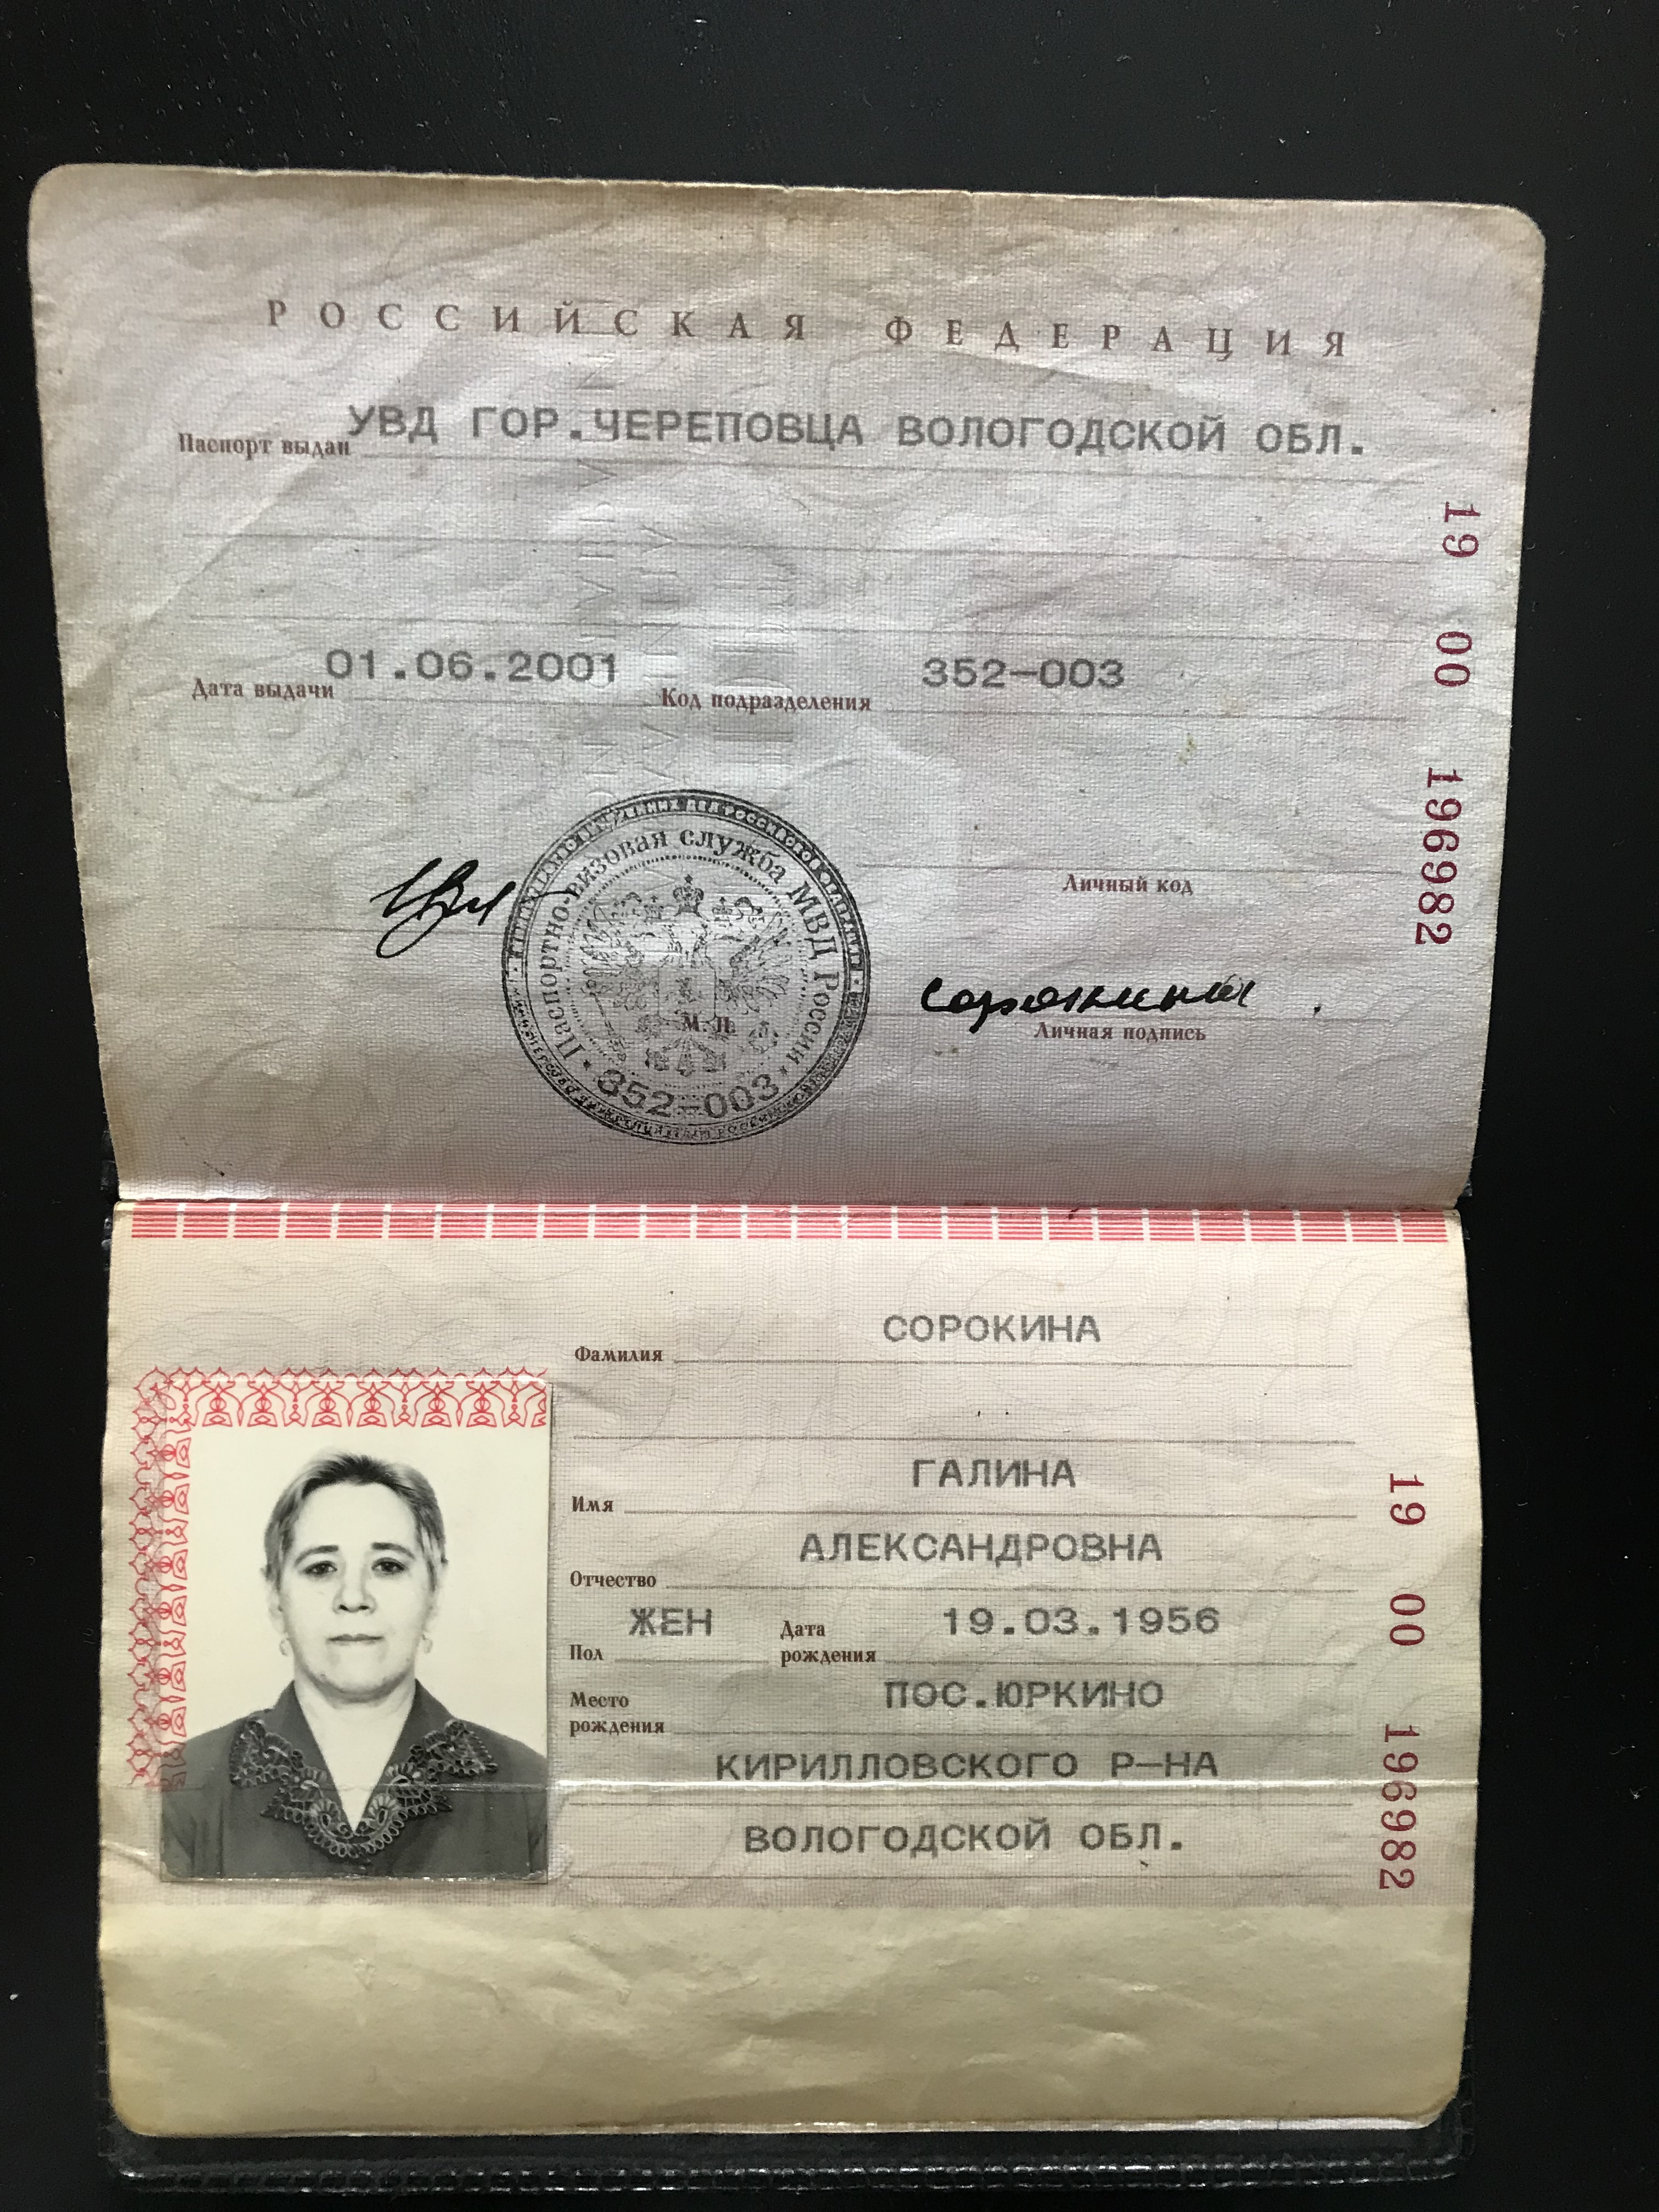 РОССИЙСКАЯ ФЕДЕРАЦИЯ
Паспорт выдан УВД ГОР.ЧЕРЕПОВЦА ВОЛОГОДСКОЙ ОБЛ.
Дата выдачи 01.06.2001 Код подразделения 352-003
19 00 196982
Паспортно-визовая служба МВД России
М. П.
352-003
Личный код
Сорокина
Личная подпись
СОРОКИНА
Фамилия
ГАЛИНА
Имя
АЛЕКСАНДРОВНА
Отчество
Пол ЖЕН Дата рождения 19.03.1956
Место рождения ПОС.ЮРКИНО
КИРИЛЛОВСКОГО Р-НА
ВОЛОГОДСКОЙ ОБЛ.
19 00 196982